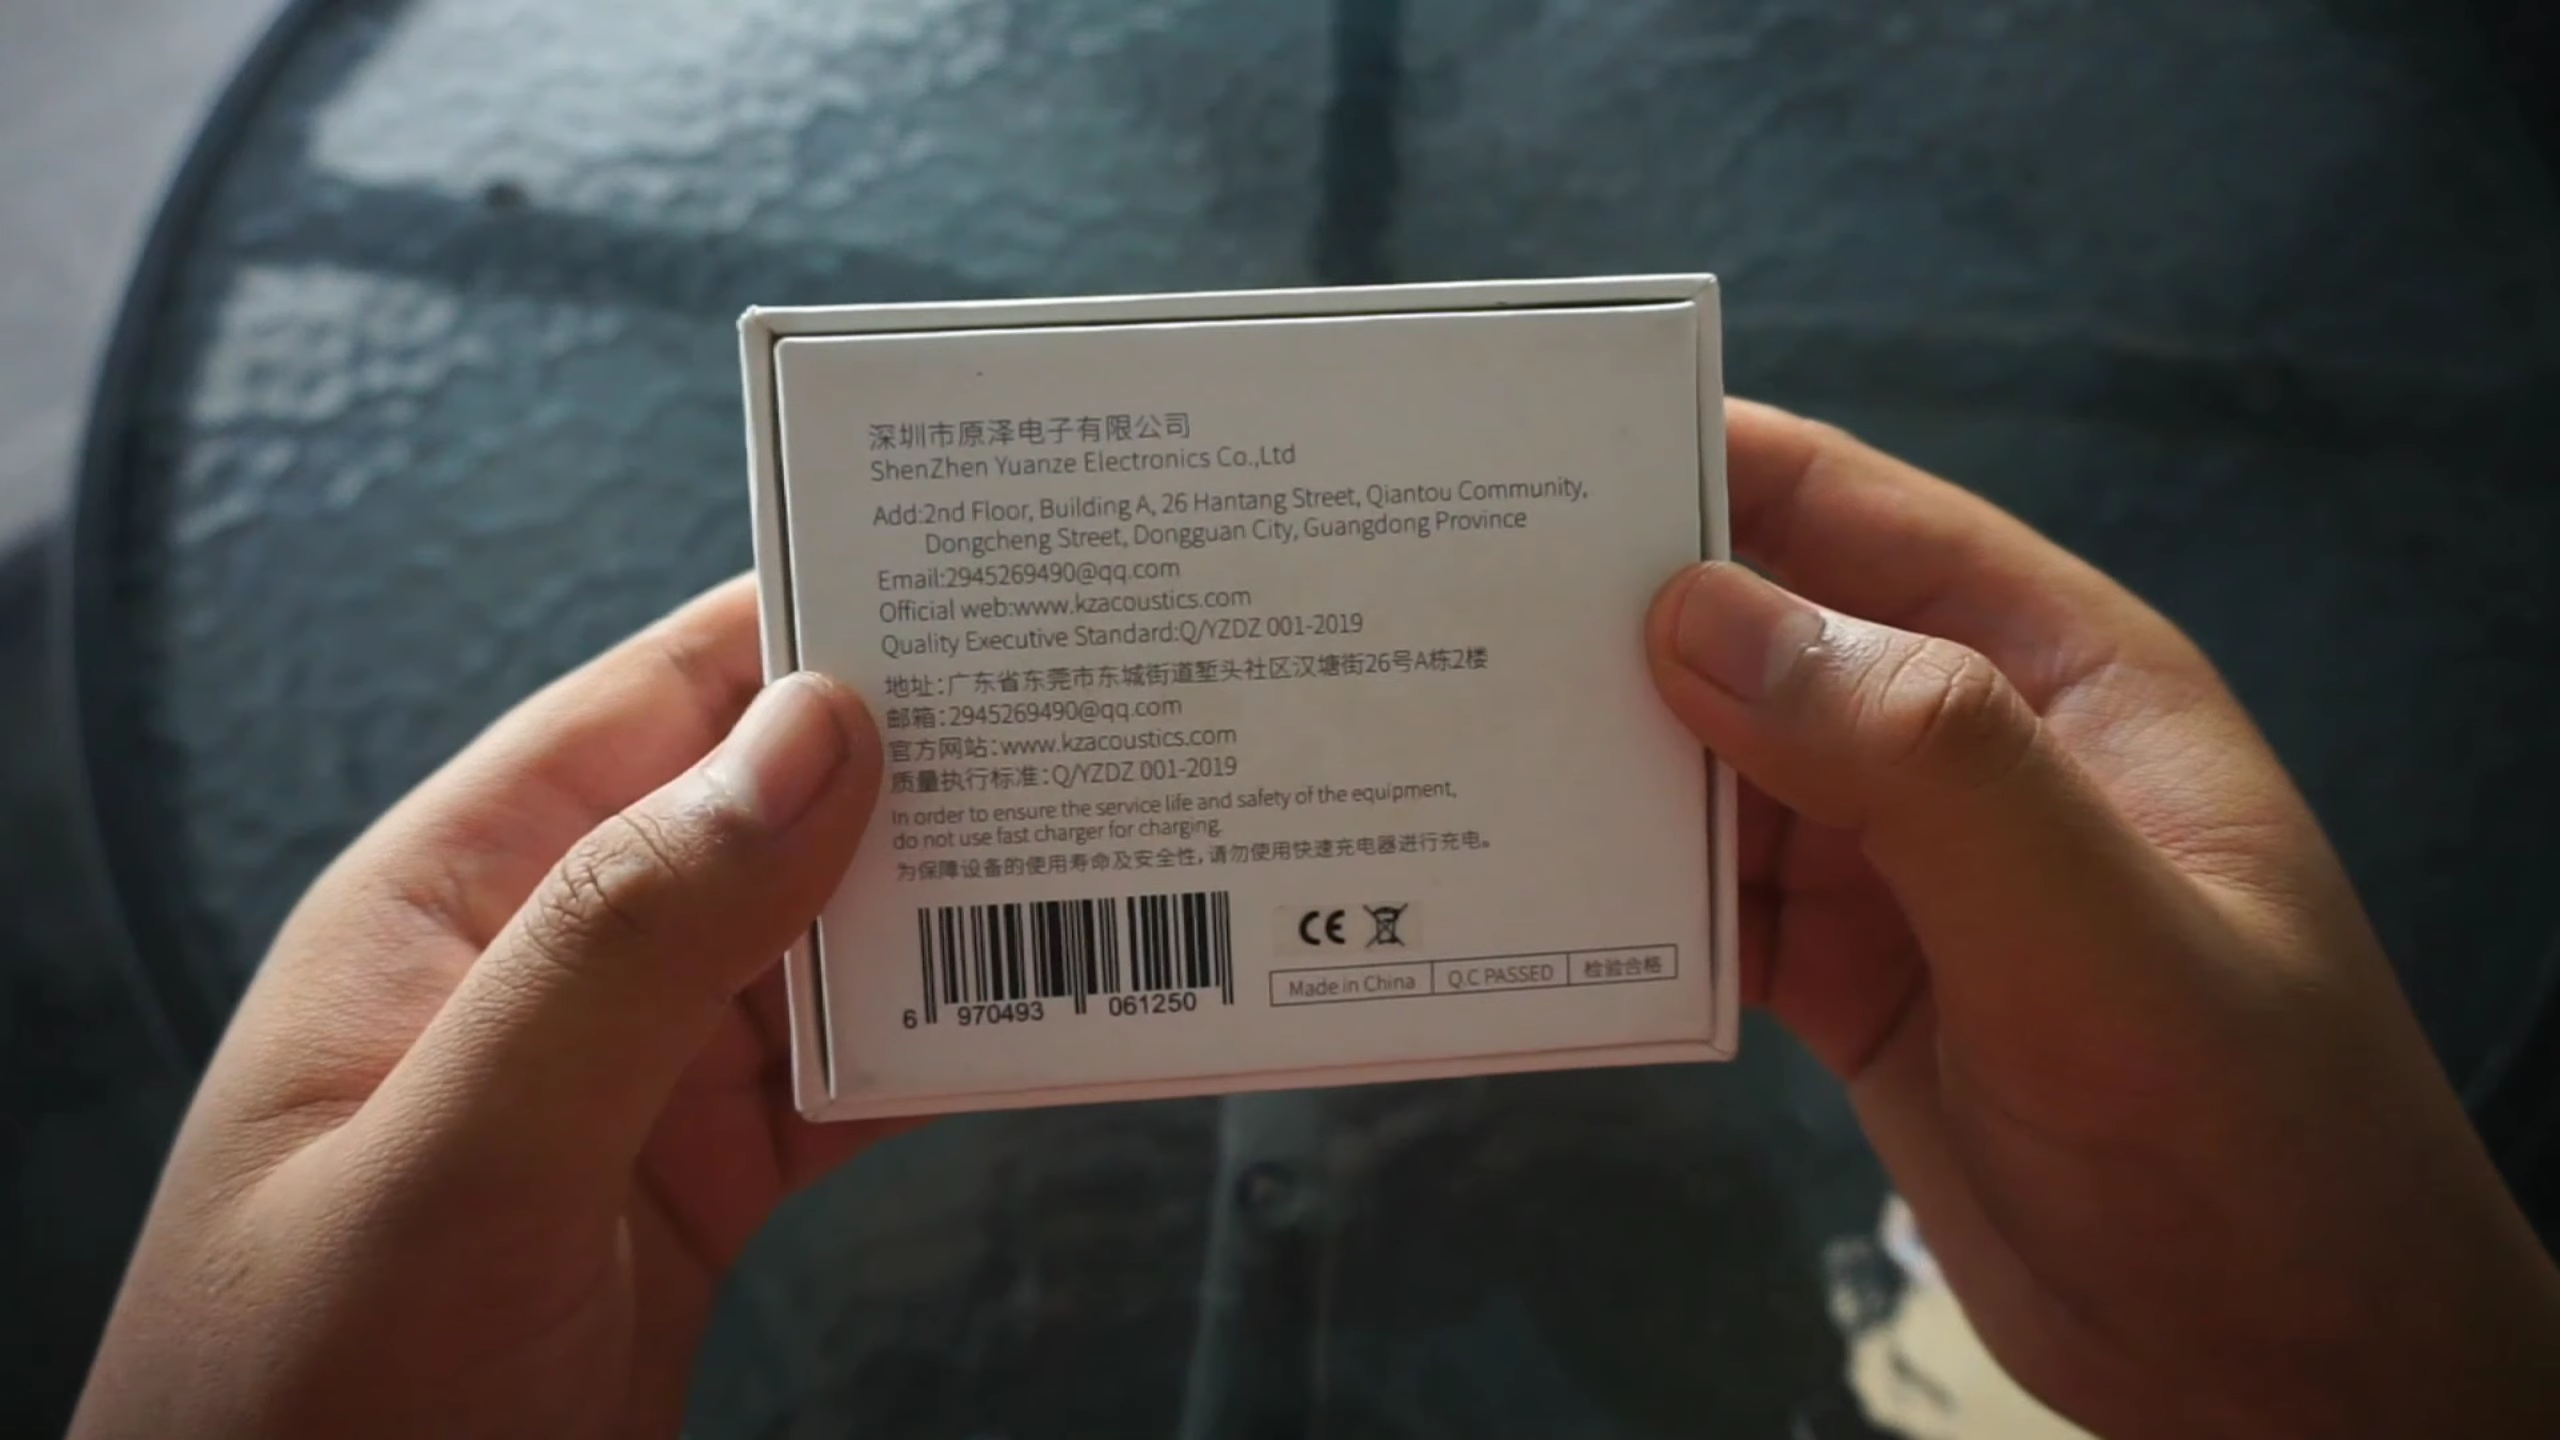 深圳市原泽电子有限公司
ShenZhen Yuanze Electronics Co.,Ltd
Add:2nd Floor, Building A, 26 Hantang Street, Qiantou Community,
Dongcheng Street, Dongguan City, Guangdong Province
Email:2945269490@qq.com
Official web:www.kzacoustics.com
Quality Executive Standard:Q/YZDZ 001-2019
地址:广东省东莞市东城街道堑头社区汉塘街26号A栋2楼
邮箱:2945269490@qq.com
官方网站:www.kzacoustics.com
质量执行标准:Q/YZDZ 001-2019
In order to ensure the service life and safety of the equipment,
do not use fast charger for charging.
为保障设备的使用寿命及安全性,请勿使用快速充电器进行充电。
CE
Made in China Q.C PASSED 检验合格
6 970493 061250